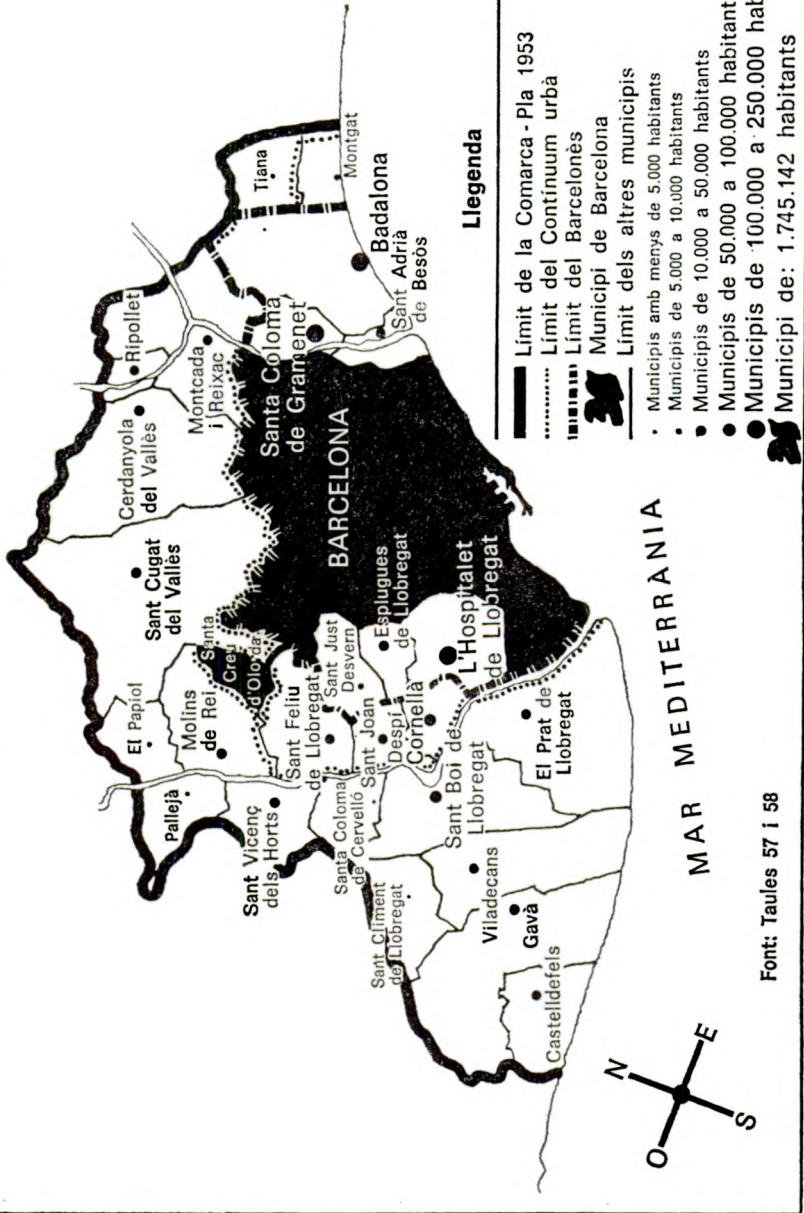 Tiana
Montgat
Badalona
Sant Adrià
de Besòs
Ripollet
Montcada
i Reixac
Santa Coloma
de Gramenet
Cerdanyola
del Vallès
BARCELONA
Sant Cugat
del Vallès
Santa
Creu
d'Olorda
El Papiol
Molins
de Rei
Pallejà
Sant Vicenç
dels Horts
Sant Feliu
de Llobregat
Sant Just
Desvern
Esplugues
de Llobregat
Sant Joan
Despí
Cornellà
L'Hospitalet
de Llobregat
Santa Coloma
de Cervelló
Sant Boi de
Llobregat
El Prat de
Llobregat
Sant Climent
de Llobregat
Viladecans
Gavà
Castelldefels
MAR MEDITERRÀNIA
N
E
S
O
Font: Taules 57 i 58
Llegenda
Límit de la Comarca - Pla 1953
Límit del Contínuum urbà
Límit del Barcelonès
Municipi de Barcelona
Límit dels altres municipis
Municipis amb menys de 5.000 habitants
Municipis de 5.000 a 10.000 habitants
Municipis de 10.000 a 50.000 habitants
Municipis de 50.000 a 100.000 habitant
Municipis de 100.000 a 250.000 hab
Municipi de: 1.745.142 habitants